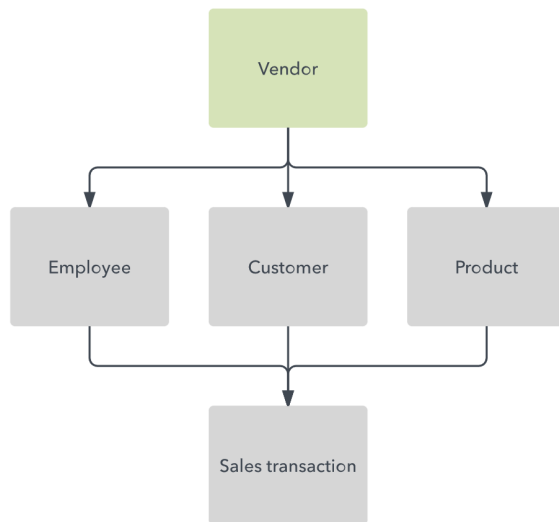 Vendor
Employee
Customer
Product
Sales transaction